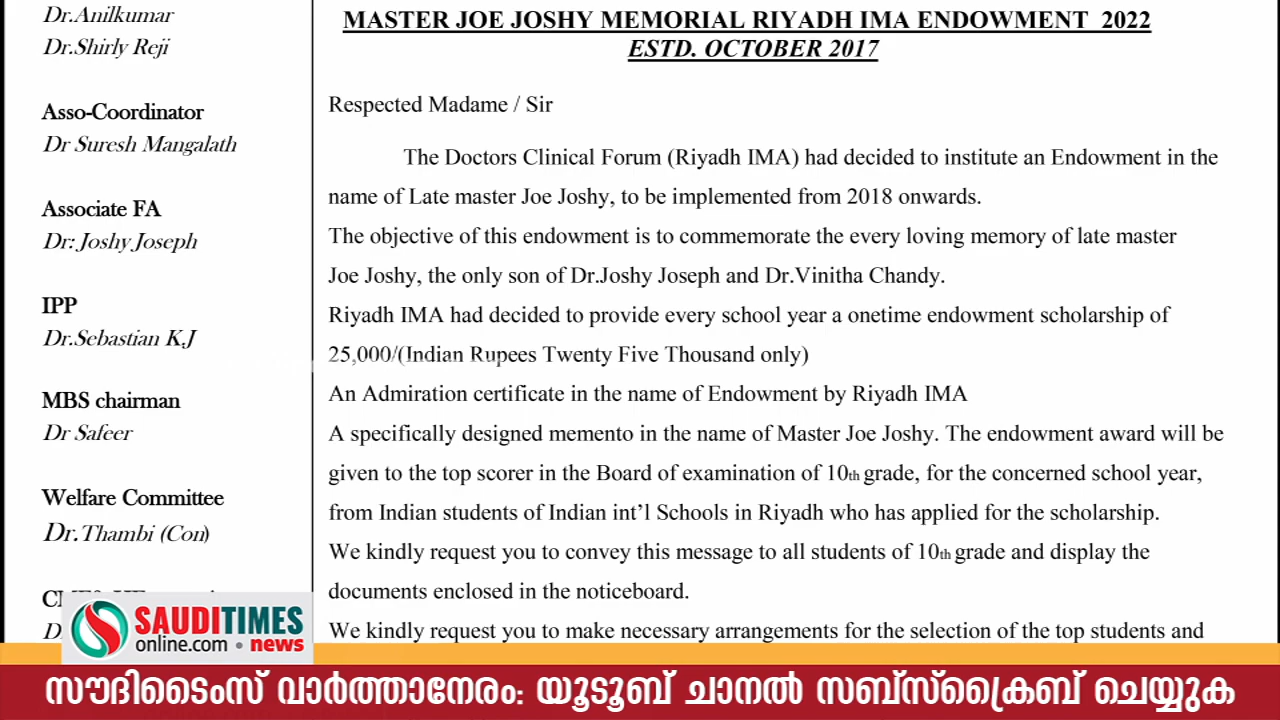 Dr.Anilkumar
Dr.Shirly Reji
Asso-Coordinator
Dr Suresh Mangalath
Associate FA
Dr: Joshy Joseph
IPP
Dr.Sebastian K.J
MBS chairman
Dr Safeer
Welfare Committee
Dr.Thambi (Con)
MASTER JOE JOSHY MEMORIAL RIYADH IMA ENDOWMENT 2022
ESTD. OCTOBER 2017
Respected Madame / Sir
The Doctors Clinical Forum (Riyadh IMA) had decided to institute an Endowment in the
name of Late master Joe Joshy, to be implemented from 2018 onwards.
The objective of this endowment is to commemorate the every loving memory of late master
Joe Joshy, the only son of Dr.Joshy Joseph and Dr.Vinitha Chandy.
Riyadh IMA had decided to provide every school year a onetime endowment scholarship of
25,000/(Indian Rupees Twenty Five Thousand only)
An Admiration certificate in the name of Endowment by Riyadh IMA
A specifically designed memento in the name of Master Joe Joshy. The endowment award will be
given to the top scorer in the Board of examination of 10th grade, for the concerned school year,
from Indian students of Indian int'l Schools in Riyadh who has applied for the scholarship.
We kindly request you to convey this message to all students of 10th grade and display the
documents enclosed in the noticeboard.
We kindly request you to make necessary arrangements for the selection of the top students and
SAUDITIMES
online.com • news
സൗദിടൈംസ് വാർത്താനേരം: യൂടൂബ് ചാനൽ സബ്സ്ക്രൈബ് ചെയ്യുക